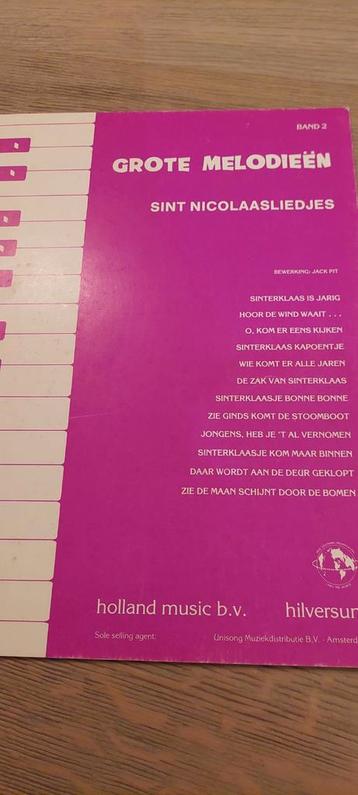 BAND 2
GROTE MELODIEËN
SINT NICOLAASLIEDJES
BEWERKING: JACK PIT
SINTERKLAAS IS JARIG
HOOR DE WIND WAAIT . . .
O, KOM ER EENS KIJKEN
SINTERKLAAS KAPOENTJE
WIE KOMT ER ALLE JAREN
DE ZAK VAN SINTERKLAAS
SINTERKLAASJE BONNE BONNE
ZIE GINDS KOMT DE STOOMBOOT
JONGENS, HEB JE 'T AL VERNOMEN
SINTERKLAASJE KOM MAAR BINNEN
DAAR WORDT AAN DE DEUR GEKLOPT
ZIE DE MAAN SCHIJNT DOOR DE BOMEN
holland music b.v. hilversur
Sole selling agent: Unisong Muziekdistributie B.V. - Amsterd